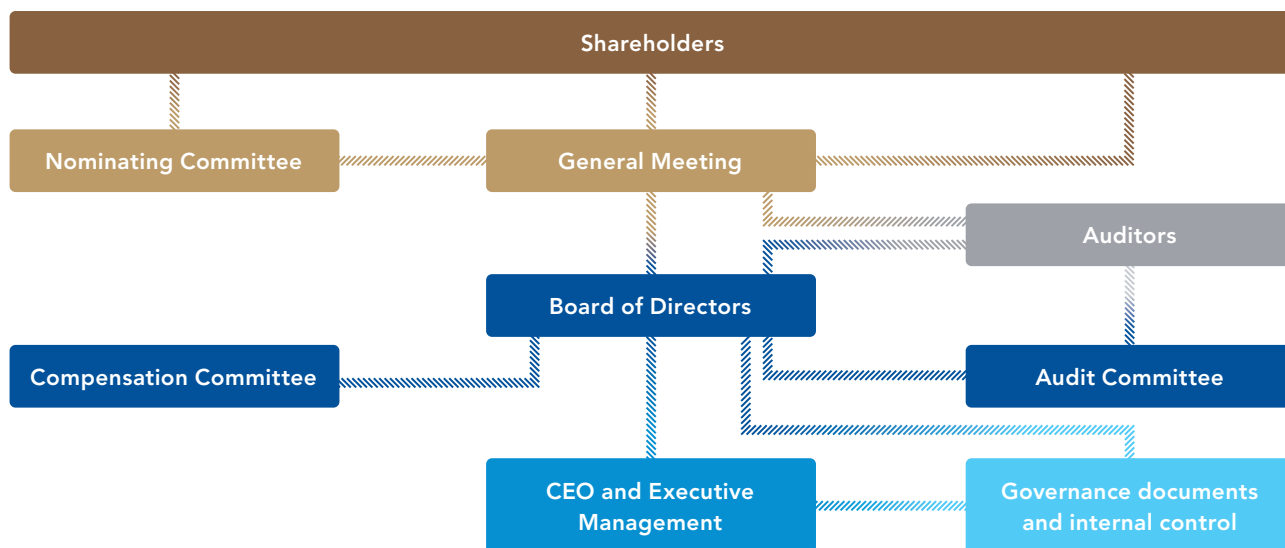 Shareholders
Nominating Committee
General Meeting
Auditors
Board of Directors
Compensation Committee
Audit Committee
CEO and Executive
Management
Governance documents
and internal control